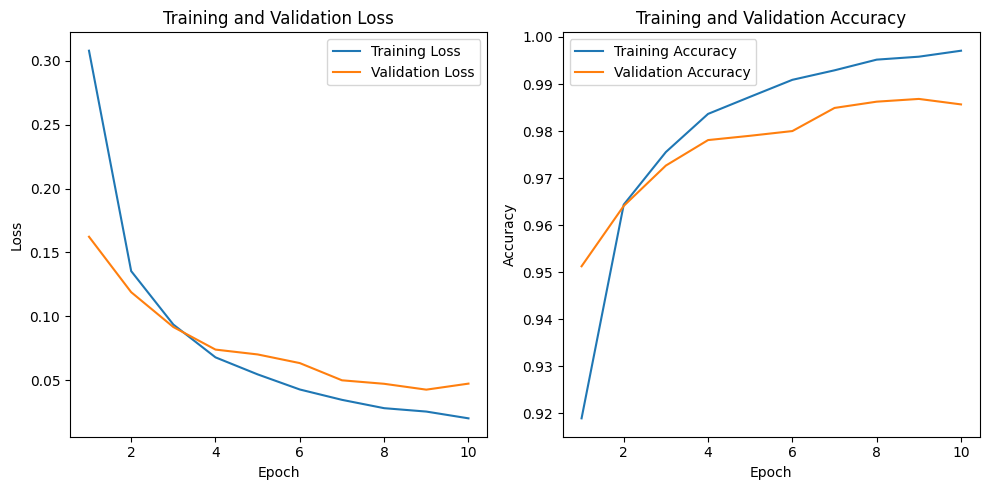 Training and Validation Loss
Training Loss
Validation Loss
0.30
0.25
0.20
0.15
0.10
0.05
Loss
2
4
6
8
10
Epoch
Training and Validation Accuracy
Training Accuracy
Validation Accuracy
1.00
0.99
0.98
0.97
0.96
0.95
0.94
0.93
0.92
Accuracy
2
4
6
8
10
Epoch